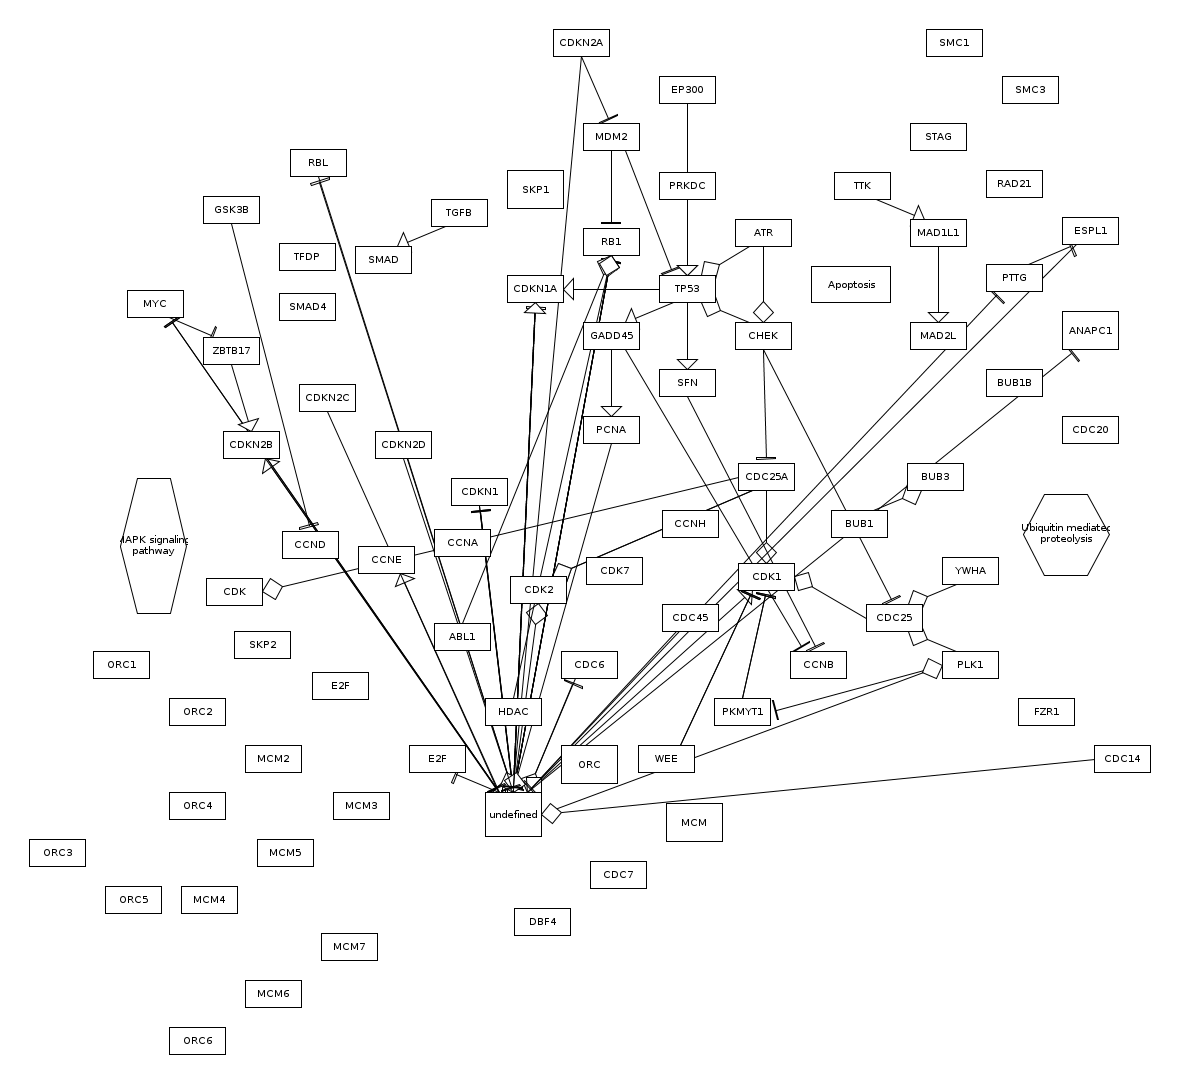 CDKN2A
SMC1
EP300
SMC3
MDM2
STAG
RBL
SKP1
PRKDC
TTK
RAD21
GSK3B
TGFB
ATR
MAD1L1
ESPL1
TFDP
SMAD
RB1
PTTG
CDKN1A
TP53
Apoptosis
MYC
SMAD4
GADD45
CHEK
MAD2L
ANAPC1
ZBTB17
SFN
BUB1B
CDKN2C
CDKN2B
CDKN2D
PCNA
CDC20
CDC25A
BUB3
CDKN1
CCNH
BUB1
MAPK signaling
pathway
CCND
CCNA
Ubiquitin mediated
proteolysis
CCNE
CDK7
CDK1
YWHA
CDK
CDK2
CDC45
CDC25
SKP2
ABL1
ORC1
CDC6
CCNB
PLK1
E2F
ORC2
HDAC
PKMYT1
FZR1
MCM2
E2F
ORC
WEE
CDC14
ORC4
MCM3
undefined
MCM
ORC3
MCM5
CDC7
ORC5
MCM4
DBF4
MCM7
MCM6
ORC6